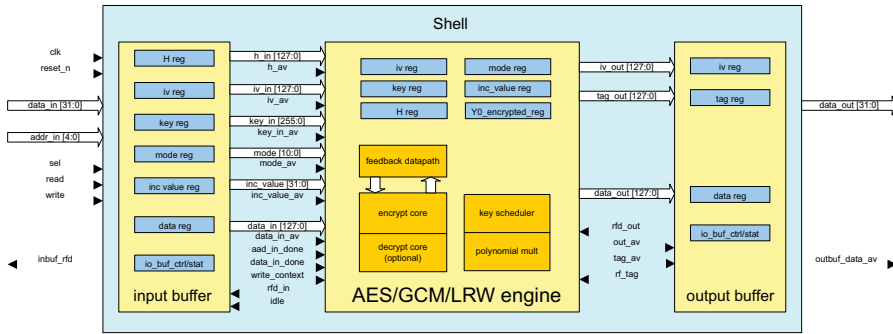 Shell
clk
reset_n
data_in [31:0]
addr_in [4:0]
sel
read
write
inbuf_rfd
H reg
iv reg
key reg
mode reg
inc value reg
data reg
io_buf_ctrl/stat
input buffer
h_in [127:0]
h_av
iv_in [127:0]
iv_av
key_in [255:0]
key_in_av
mode [10:0]
mode_av
inc_value [31:0]
inc_value_av
data_in [127:0]
data_in_av
aad_in_done
data_in_done
write_context
rfd_in
idle
iv reg
mode reg
key reg
inc_value reg
H reg
Y0_encrypted_reg
feedback datapath
encrypt core
key scheduler
decrypt core
(optional)
polynomial mult
AES/GCM/LRW engine
iv_out [127:0]
tag_out [127:0]
data_out [127:0]
rfd_out
out_av
tag_av
rf_tag
iv reg
tag reg
data reg
io_buf_ctrl/stat
output buffer
data_out [31:0]
outbuf_data_av